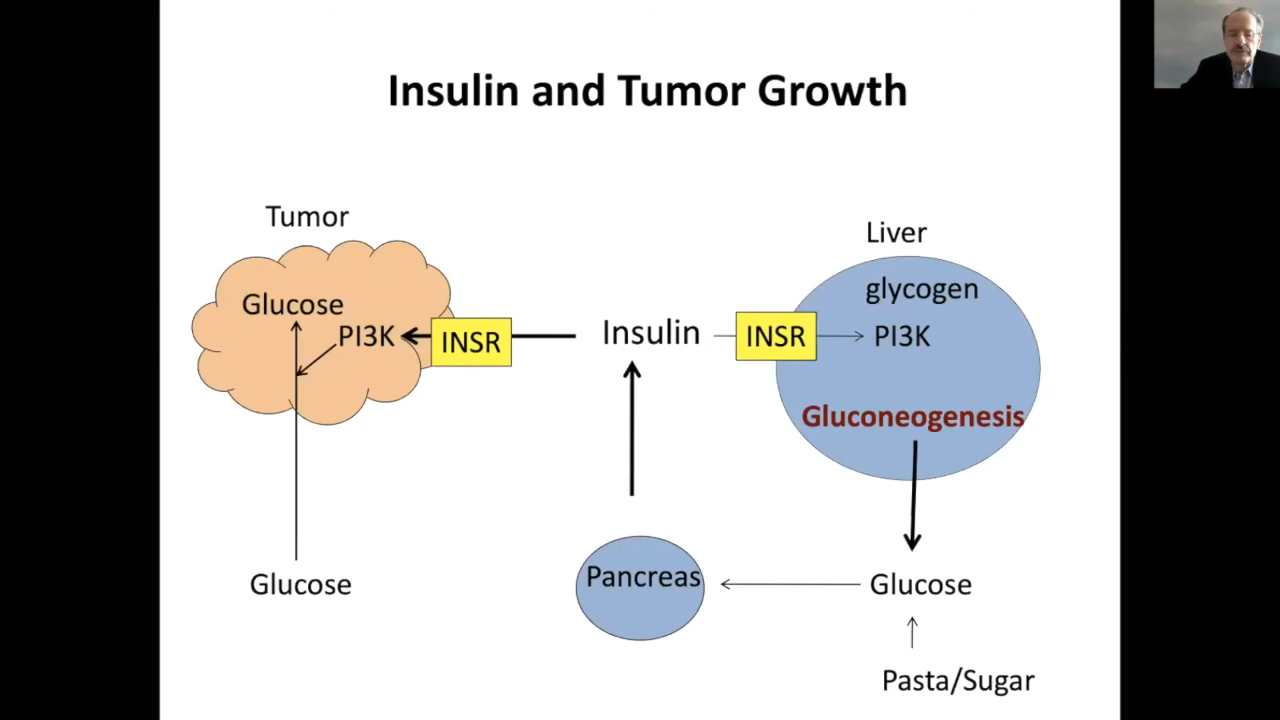 Insulin and Tumor Growth
Tumor
Glucose
PI3K
INSR
Insulin
Liver
glycogen
INSR
PI3K
Gluconeogenesis
Glucose
Pancreas
Glucose
Pasta/Sugar